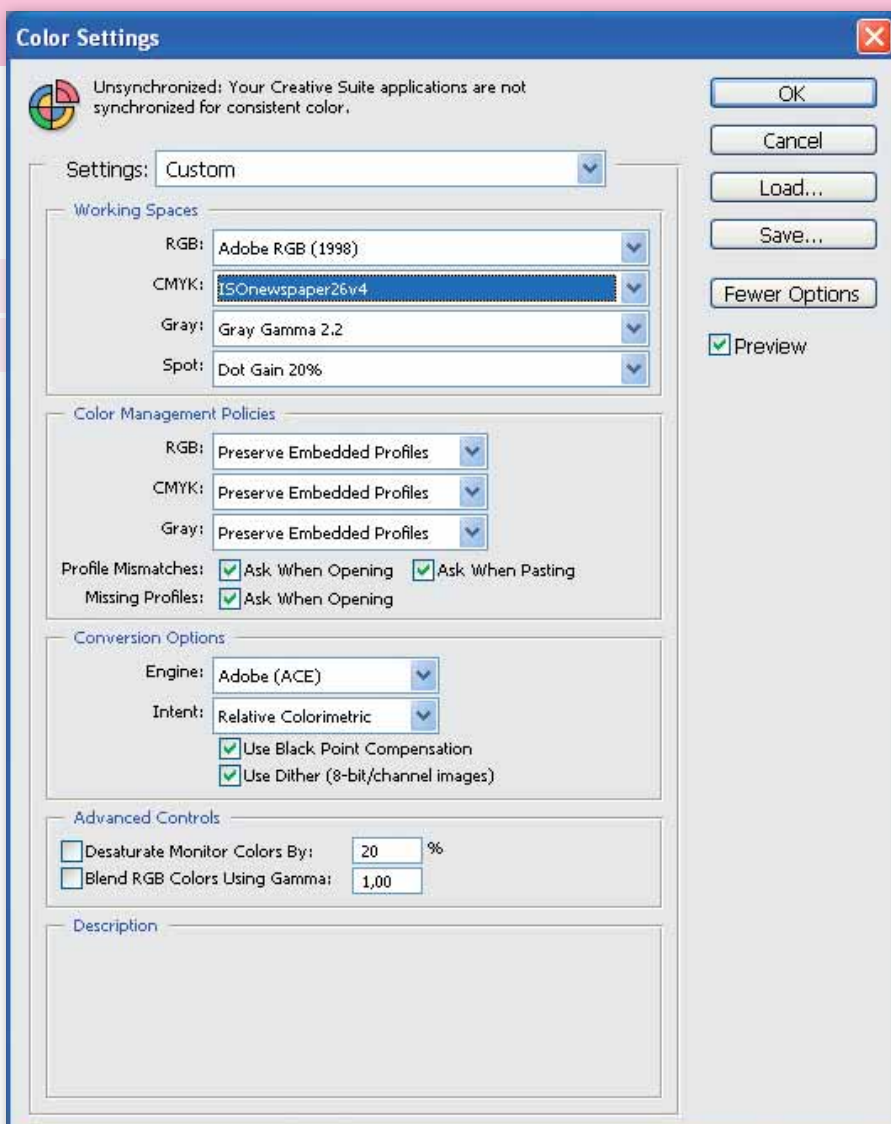 Color Settings
Unsynchronized: Your Creative Suite applications are not
synchronized for consistent color.
OK
Cancel
Load...
Save...
Fewer Options
Preview
Settings: Custom
Working Spaces
RGB: Adobe RGB (1998)
CMYK: ISOnewspaper26v4
Gray: Gray Gamma 2.2
Spot: Dot Gain 20%
Color Management Policies
RGB: Preserve Embedded Profiles
CMYK: Preserve Embedded Profiles
Gray: Preserve Embedded Profiles
Profile Mismatches: Ask When Opening Ask When Pasting
Missing Profiles: Ask When Opening
Conversion Options
Engine: Adobe (ACE)
Intent: Relative Colorimetric
Use Black Point Compensation
Use Dither (8-bit/channel images)
Advanced Controls
Desaturate Monitor Colors By: 20 %
Blend RGB Colors Using Gamma: 1,00
Description